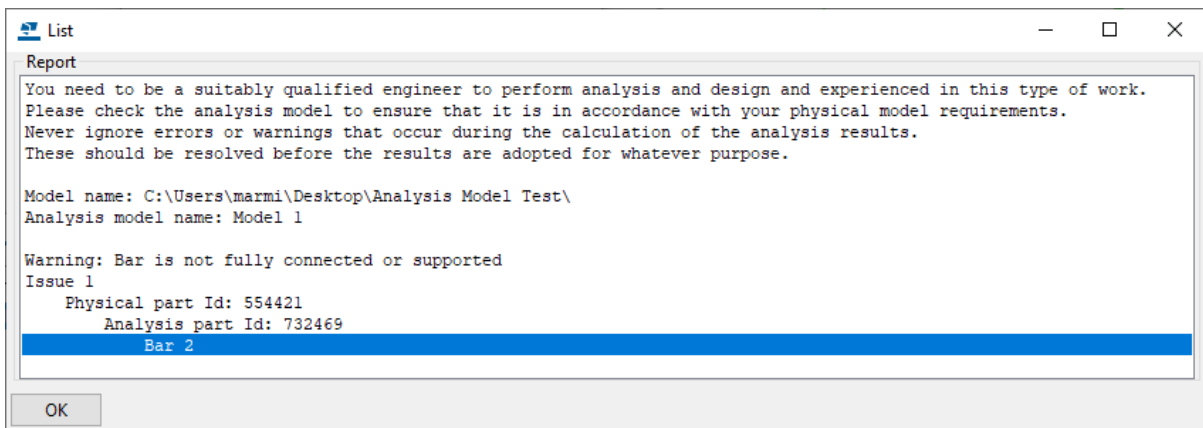 List
Report
You need to be a suitably qualified engineer to perform analysis and design and experienced in this type of work.
Please check the analysis model to ensure that it is in accordance with your physical model requirements.
Never ignore errors or warnings that occur during the calculation of the analysis results.
These should be resolved before the results are adopted for whatever purpose.
Model name: C:\Users\marmi\Desktop\Analysis Model Test\
Analysis model name: Model 1
Warning: Bar is not fully connected or supported
Issue 1
Physical part Id: 554421
Analysis part Id: 732469
Bar 2
OK